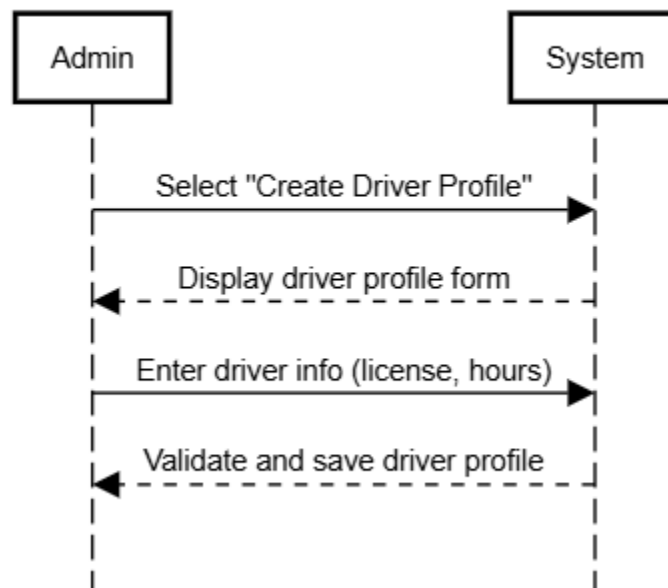 Admin
System
Select "Create Driver Profile"
Display driver profile form
Enter driver info (license, hours)
Validate and save driver profile